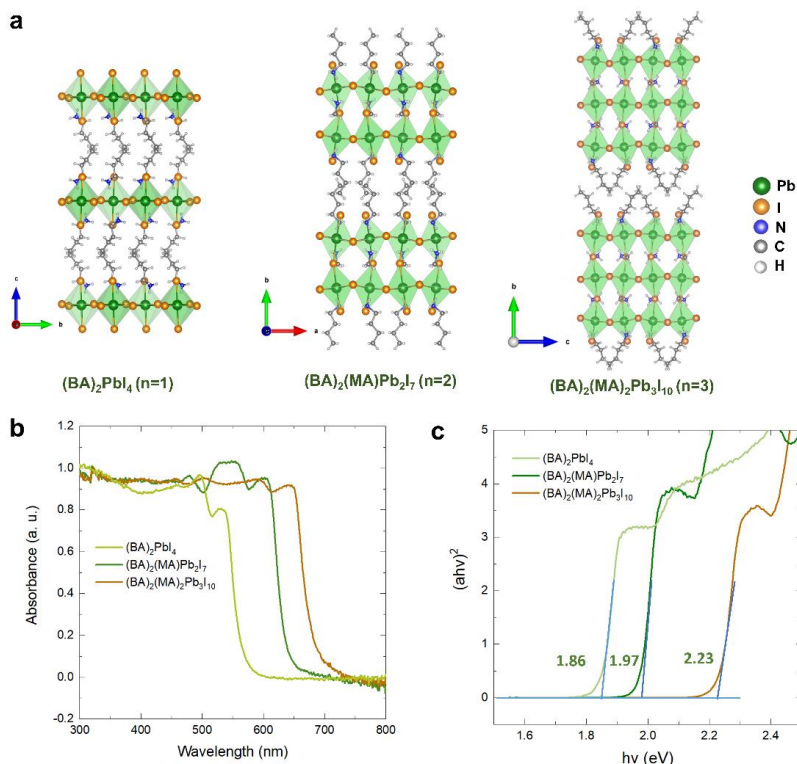 a
Pb
I
N
C
H
c
b
b
a
b
c
(BA)₂PbI₄ (n=1)
(BA)₂(MA)Pb₂I₇ (n=2)
(BA)₂(MA)₂Pb₃I₁₀ (n=3)
b
1.2
1.0
0.8
0.6
0.4
0.2
0.0
-0.2
Absorbance (a. u.)
(BA)₂PbI₄
(BA)₂(MA)Pb₂I₇
(BA)₂(MA)₂Pb₃I₁₀
300 400 500 600 700 800
Wavelength (nm)
c
5
4
3
2
1
0
(ahv)²
(BA)₂PbI₄
(BA)₂(MA)Pb₂I₇
(BA)₂(MA)₂Pb₃I₁₀
1.86 1.97 2.23
1.6 1.8 2.0 2.2 2.4
hv (eV)